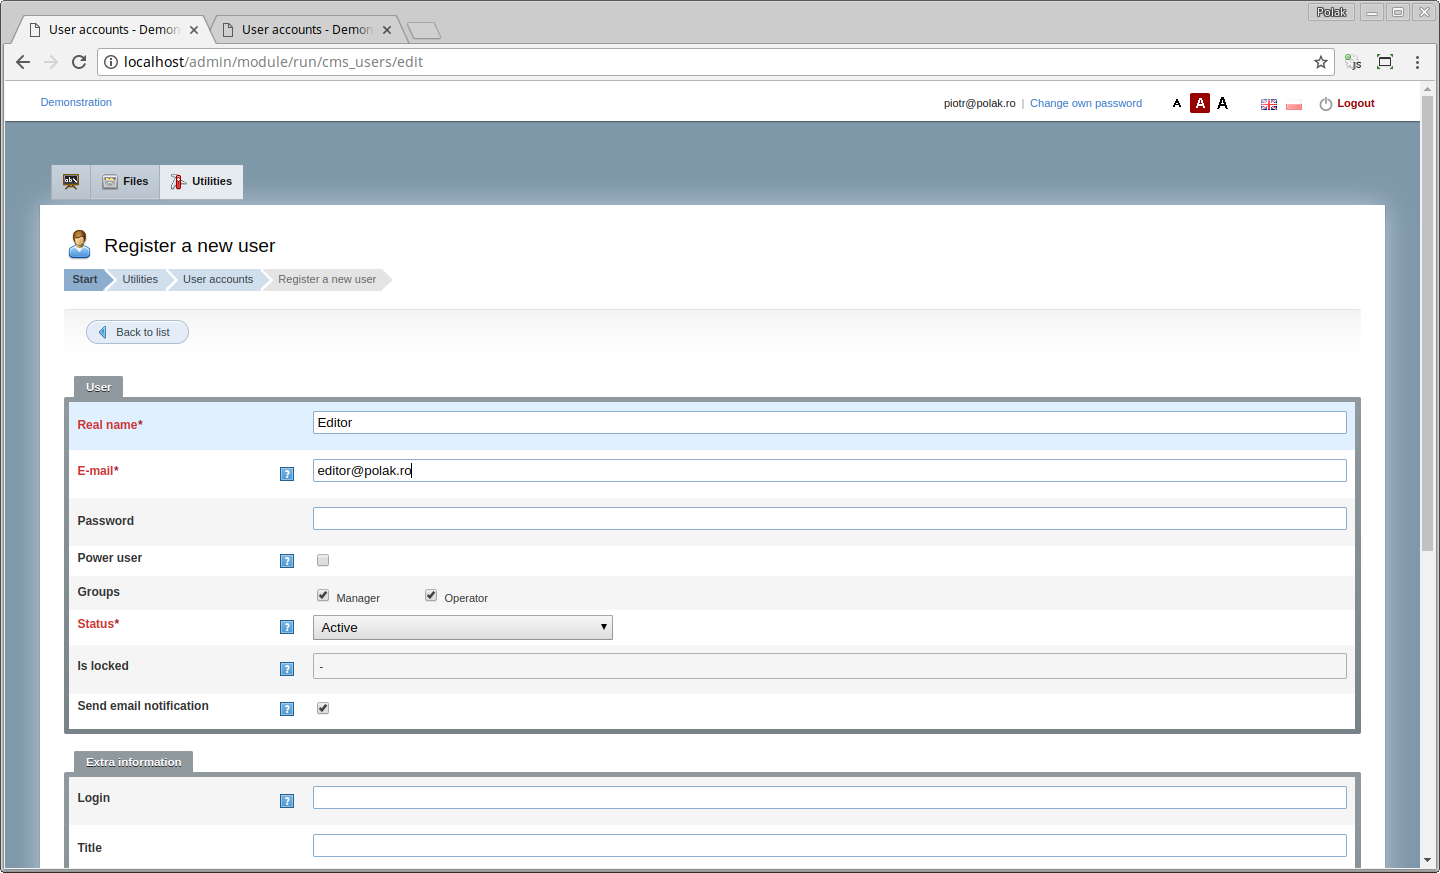 Polak
User accounts - Demon
User accounts - Demon
localhost/admin/module/run/cms_users/edit
js
Demonstration
piotr@polak.ro | Change own password
A A A
Logout
Files
Utilities
Register a new user
Start
Utilities
User accounts
Register a new user
Back to list
User
Real name*
Editor
E-mail*
?
editor@polak.ro
Password
Power user
?
Groups
Manager
Operator
Status*
?
Active
Is locked
?
-
Send email notification
?
Extra information
Login
?
Title